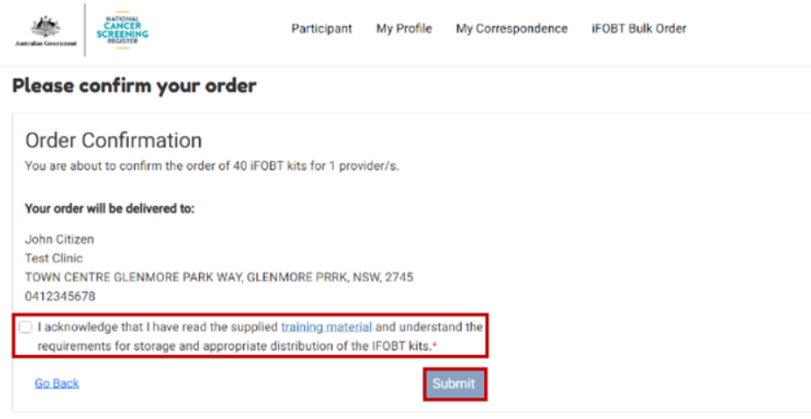 Australian Government
NATIONAL
CANCER
SCREENING
REGISTER
Participant My Profile My Correspondence iFOBT Bulk Order
Please confirm your order
Order Confirmation
You are about to confirm the order of 40 iFOBT kits for 1 provider/s.
Your order will be delivered to:
John Citizen
Test Clinic
TOWN CENTRE GLENMORE PARK WAY, GLENMORE PRRK, NSW, 2745
0412345678
I acknowledge that I have read the supplied training material and understand the
requirements for storage and appropriate distribution of the IFOBT kits.*
Go Back Submit